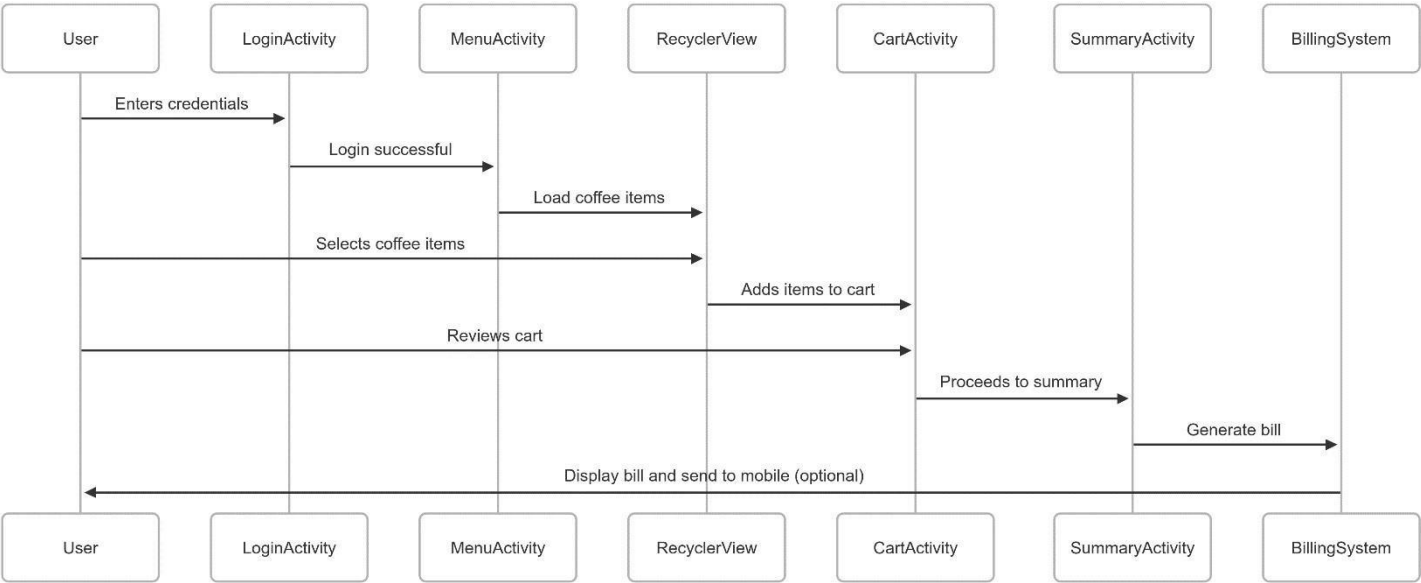 User
LoginActivity
MenuActivity
RecyclerView
CartActivity
SummaryActivity
BillingSystem
Enters credentials
Login successful
Load coffee items
Selects coffee items
Adds items to cart
Reviews cart
Proceeds to summary
Generate bill
Display bill and send to mobile (optional)
User
LoginActivity
MenuActivity
RecyclerView
CartActivity
SummaryActivity
BillingSystem